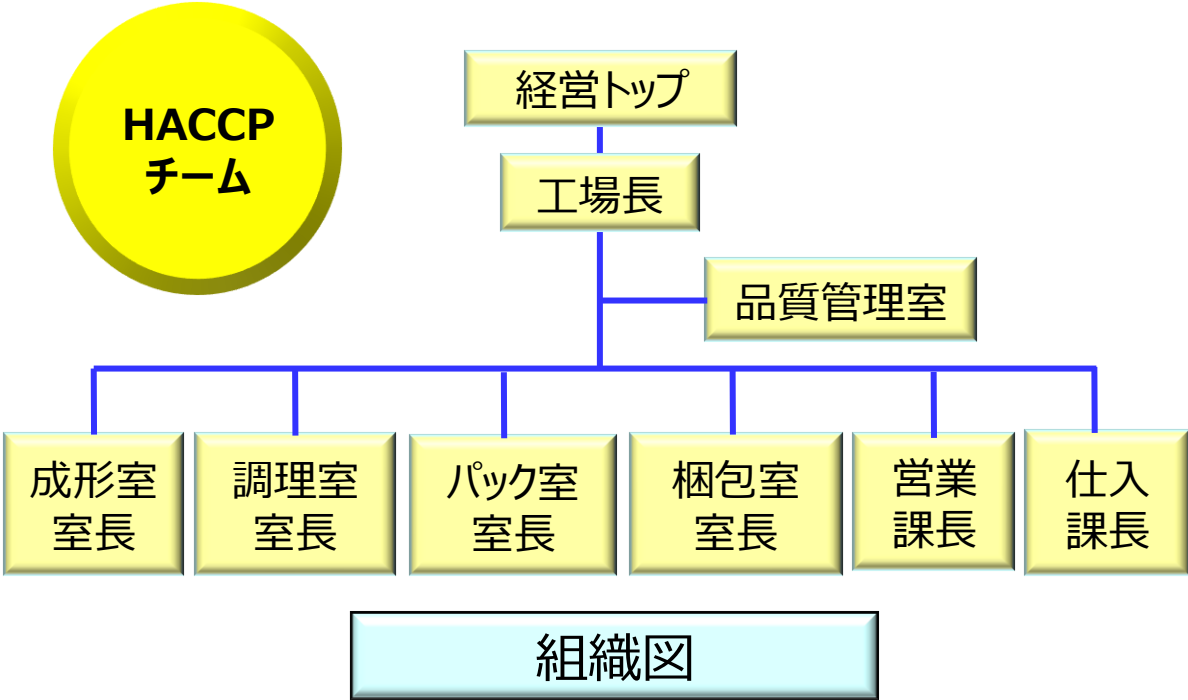 HACCP
チーム
経営トップ
工場長
品質管理室
成形室
室長
調理室
室長
パック室
室長
梱包室
室長
営業
課長
仕入
課長
組織図